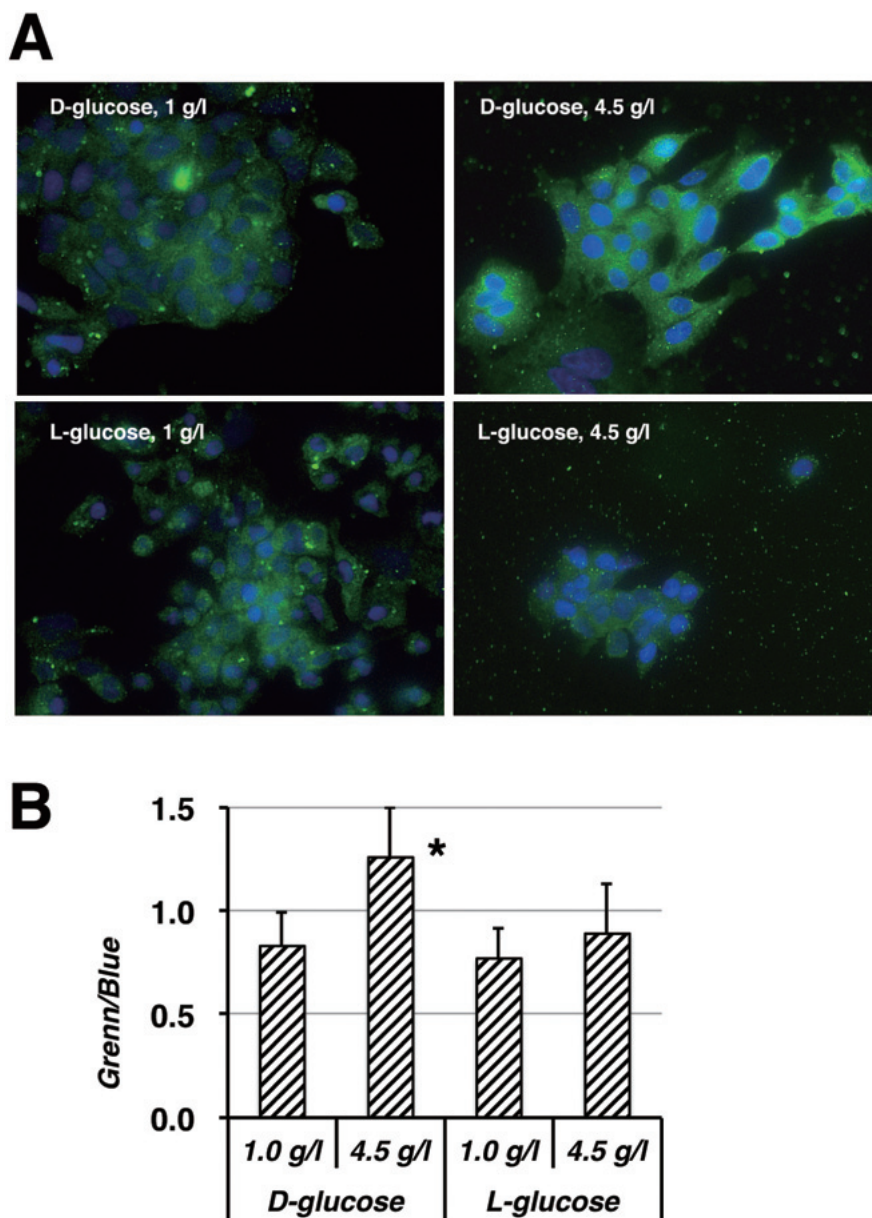 A
D-glucose, 1 g/l
D-glucose, 4.5 g/l
L-glucose, 1 g/l
L-glucose, 4.5 g/l
B
1.5
1.0
0.5
0.0
Grenn/Blue
*
1.0 g/l 4.5 g/l 1.0 g/l 4.5 g/l
D-glucose L-glucose